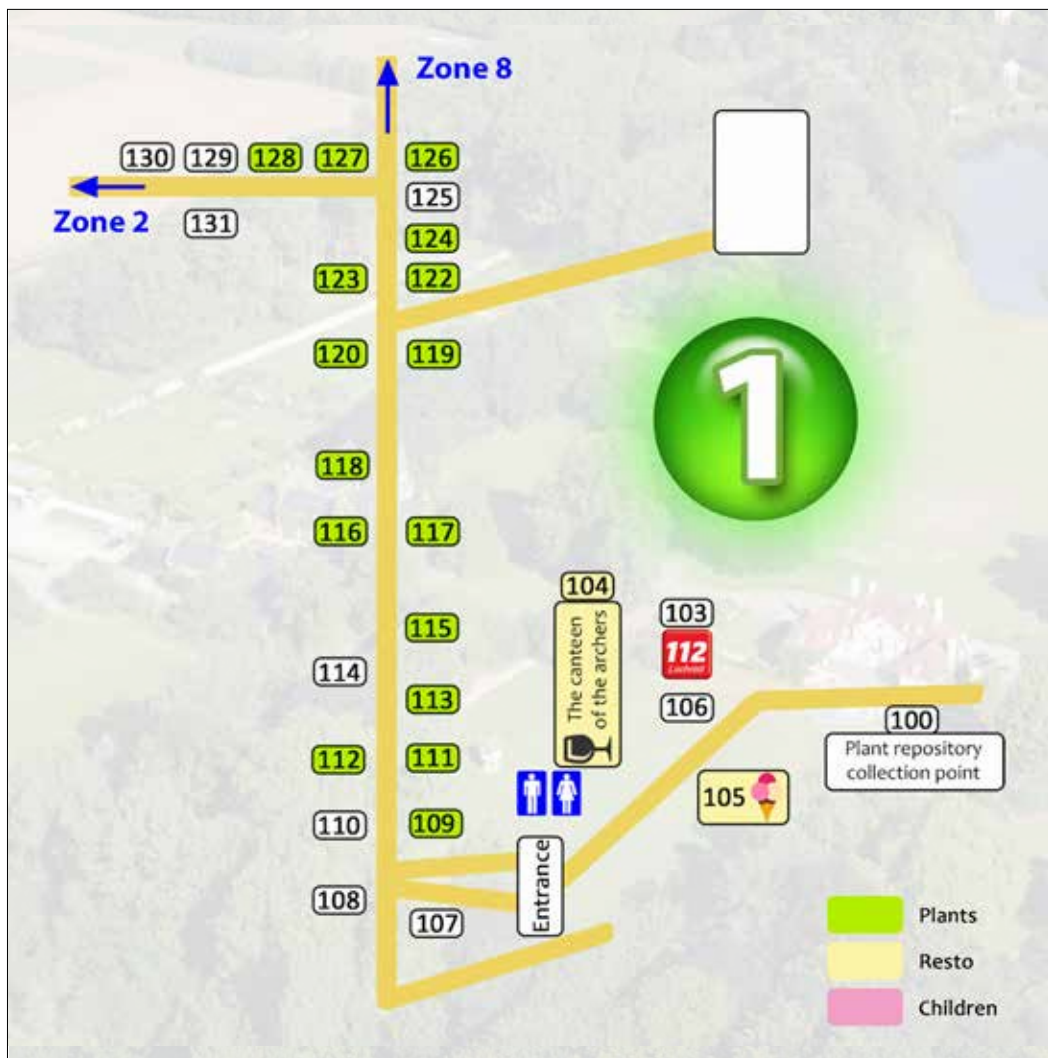 Zone 8
130 129 128 127 126
125
Zone 2
131
124
123 122
120 119
1
118
116 117
104
The canteen
of the archers
103
112
115
114
106
113
100
Plant repository
collection point
112 111
105
110 109
Entrance
108
107
Plants
Resto
Children